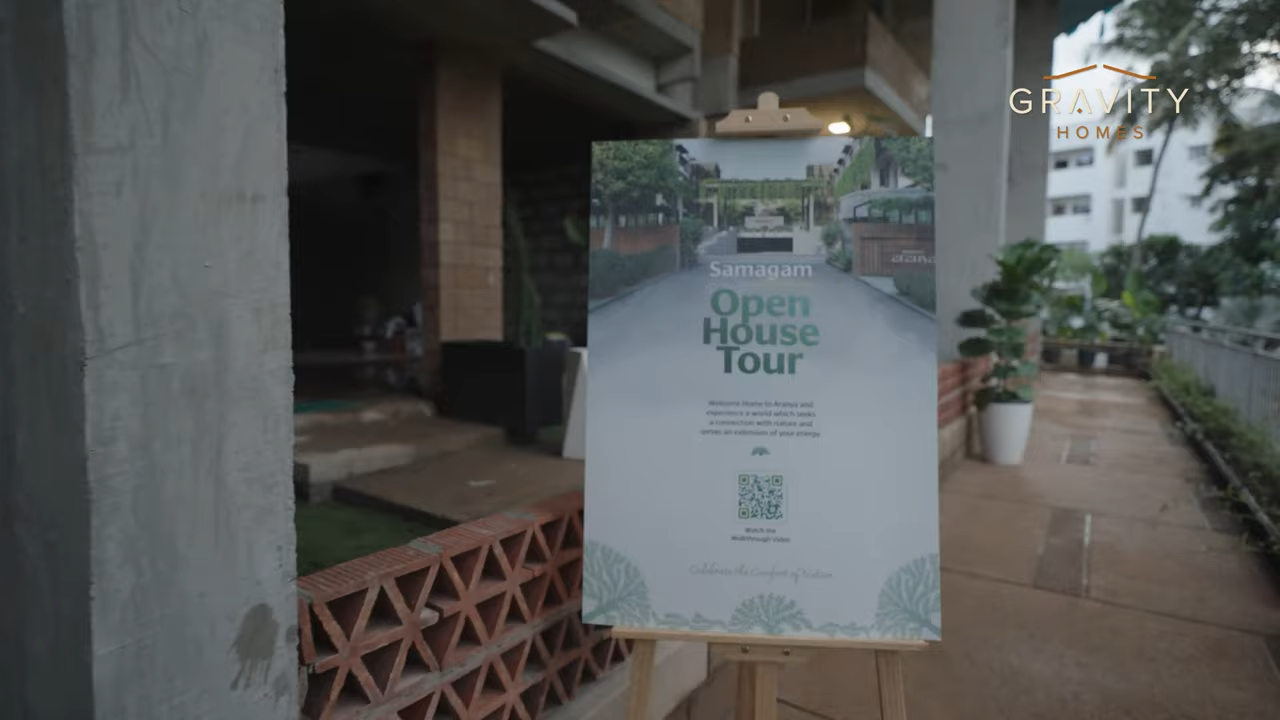 GRAVITY
HOMES
Samagam
Open
House
Tour
Welcome Home to Aranya and
experience a world which seeks
a connection with nature and
serves an extension of your energy
Watch the
Walkthrough Video
Celebrate the Comfort of Nature